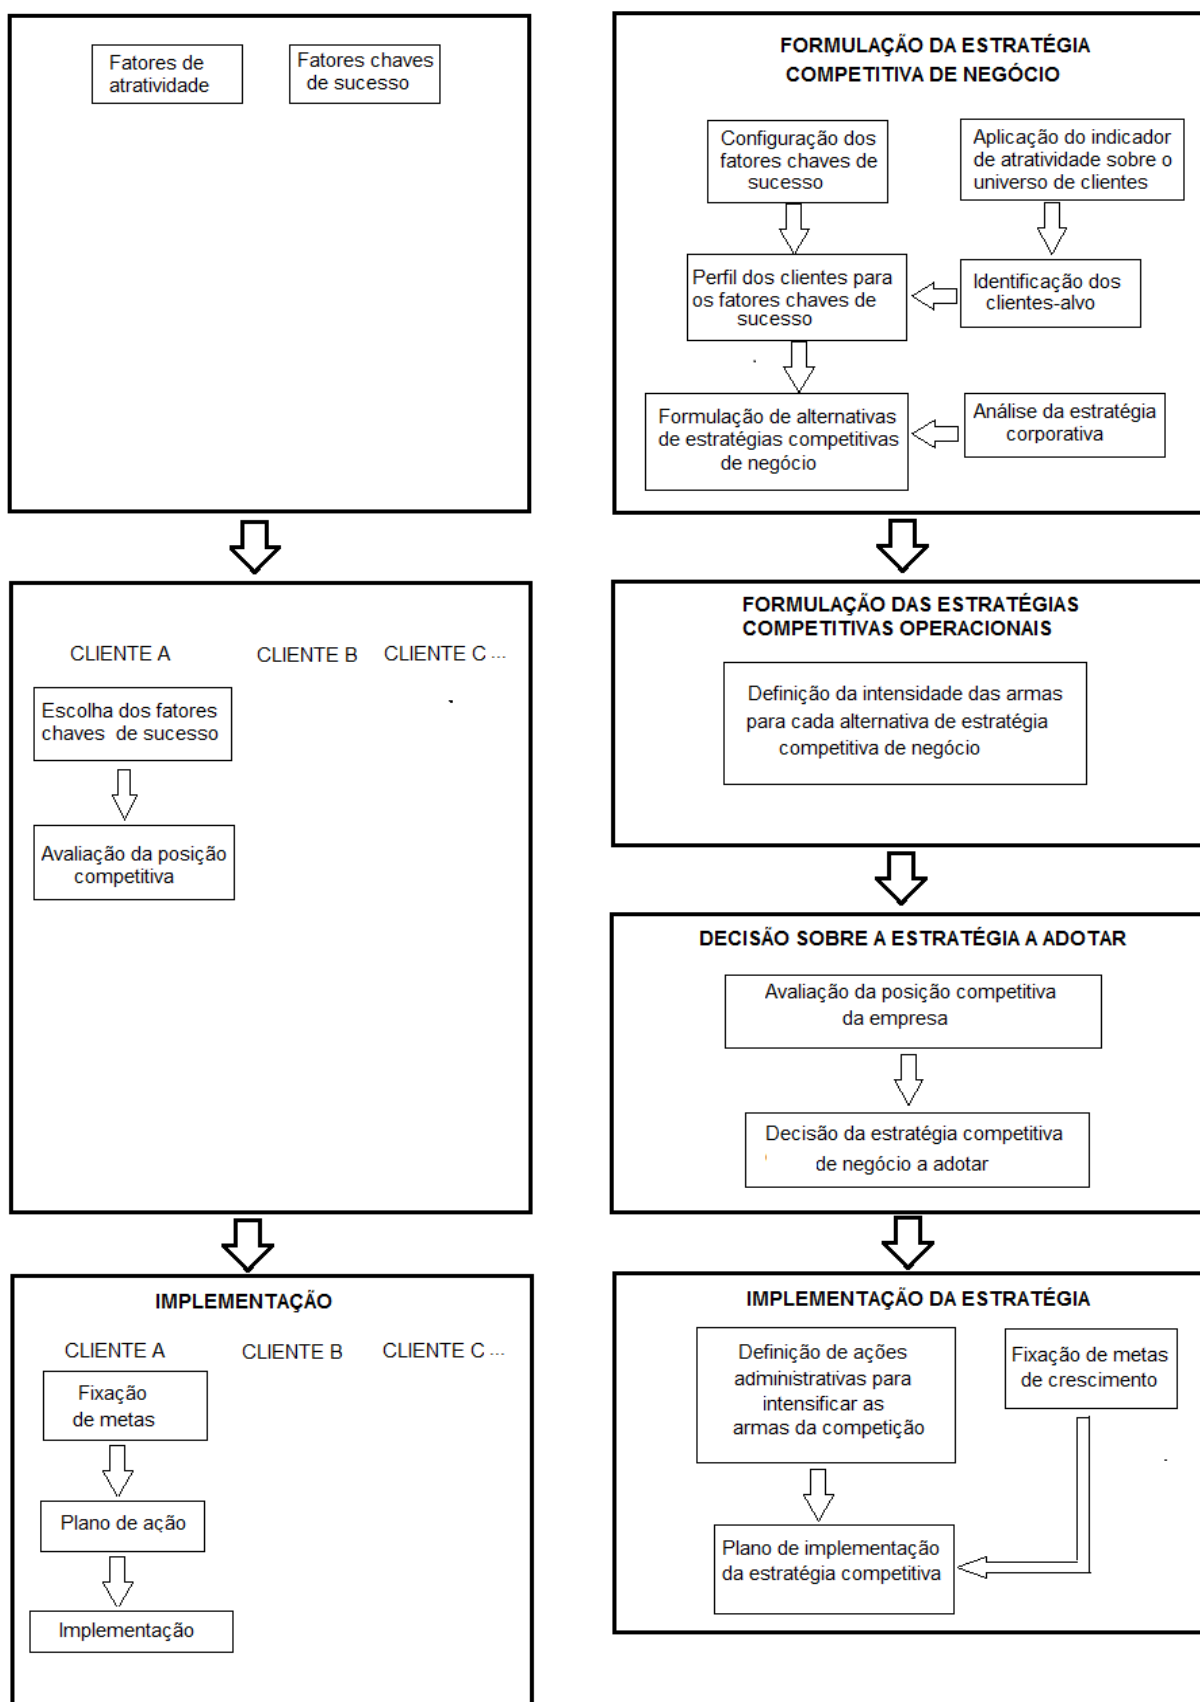 Fatores de
atratividade
Fatores chaves
de sucesso
CLIENTE A
CLIENTE B
CLIENTE C ...
Escolha dos fatores
chaves de sucesso
Avaliação da posição
competitiva
IMPLEMENTAÇÃO
CLIENTE A
CLIENTE B
CLIENTE C ...
Fixação
de metas
Plano de ação
Implementação
FORMULAÇÃO DA ESTRATÉGIA
COMPETITIVA DE NEGÓCIO
Configuração dos
fatores chaves de
sucesso
Aplicação do indicador
de atratividade sobre o
universo de clientes
Perfil dos clientes para
os fatores chaves de
sucesso
Identificação dos
clientes-alvo
Formulação de alternativas
de estratégias competitivas
de negócio
Análise da estratégia
corporativa
FORMULAÇÃO DAS ESTRATÉGIAS
COMPETITIVAS OPERACIONAIS
Definição da intensidade das armas
para cada alternativa de estratégia
competitiva de negócio
DECISÃO SOBRE A ESTRATÉGIA A ADOTAR
Avaliação da posição competitiva
da empresa
Decisão da estratégia competitiva
de negócio a adotar
IMPLEMENTAÇÃO DA ESTRATÉGIA
Definição de ações
administrativas para
intensificar as
armas da competição
Fixação de metas
de crescimento
Plano de implementação
da estratégia competitiva